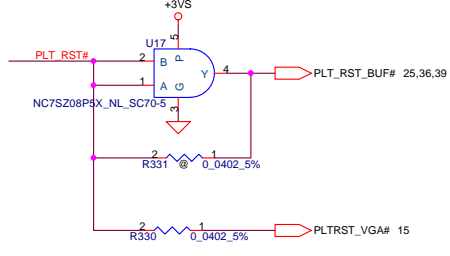 +3VS
U17
5
PLT_RST#
2
B
P
Y
4
PLT_RST_BUF# 25,36,39
1
A
G
NC7SZ08P5X_NL_SC70-5
3
2
1
R331
@
0_0402_5%
2
1
R330
0_0402_5%
PLTRST_VGA# 15